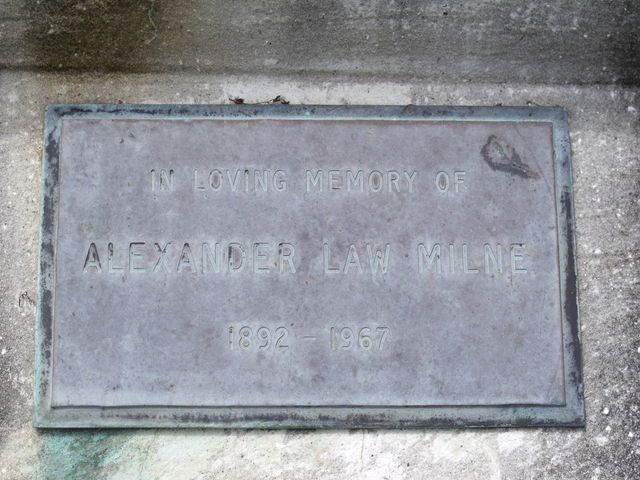 IN LOVING MEMORY OF
ALEXANDER LAW MILNE
1892 - 1967